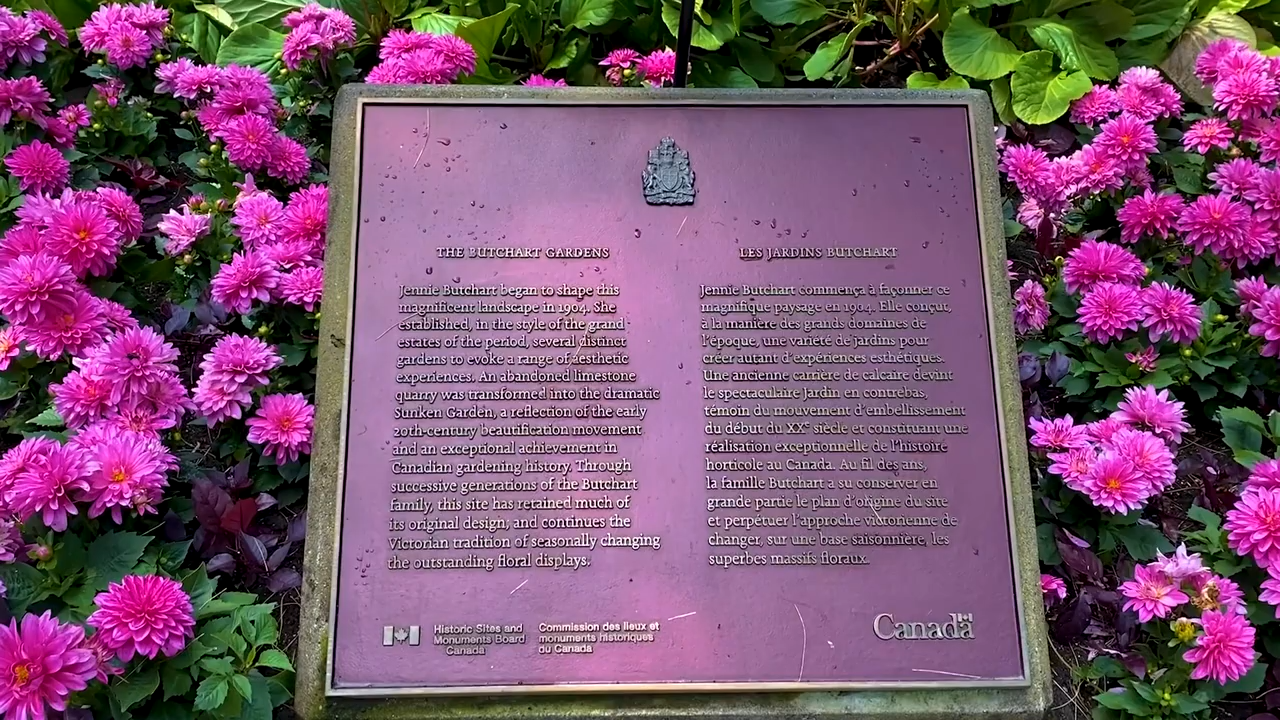 THE BUTCHART GARDENS
Jennie Butchart began to shape this
magnificent landscape in 1904. She
established, in the style of the grand
estates of the period, several distinct
gardens to evoke a range of aesthetic
experiences. An abandoned limestone
quarry was transformed into the dramatic
Sunken Garden, a reflection of the early
20th-century beautification movement
and an exceptional achievement in
Canadian gardening history. Through
successive generations of the Butchart
family, this site has retained much of
its original design, and continues the
Victorian tradition of seasonally changing
the outstanding floral displays.
LES JARDINS BUTCHART
Jennie Butchart commença à façonner ce
magnifique paysage en 1904. Elle conçut,
à la manière des grands domaines de
l'époque, une variété de jardins pour
créer autant d'expériences esthétiques.
Une ancienne carrière de calcaire devint
le spectaculaire jardin en contrebas,
témoin du mouvement d'embellissement
du début du XXe siècle et constituant une
réalisation exceptionnelle de l'histoire
horticole au Canada. Au fil des ans,
la famille Butchart a su conserver en
grande partie le plan d'origine du site
et perpétuer l'approche victorienne de
changer, sur une base saisonnière, les
superbes massifs floraux.
Historic Sites and
Monuments Board
Canada
Commission des lieux et
monuments historiques
du Canada
Canada